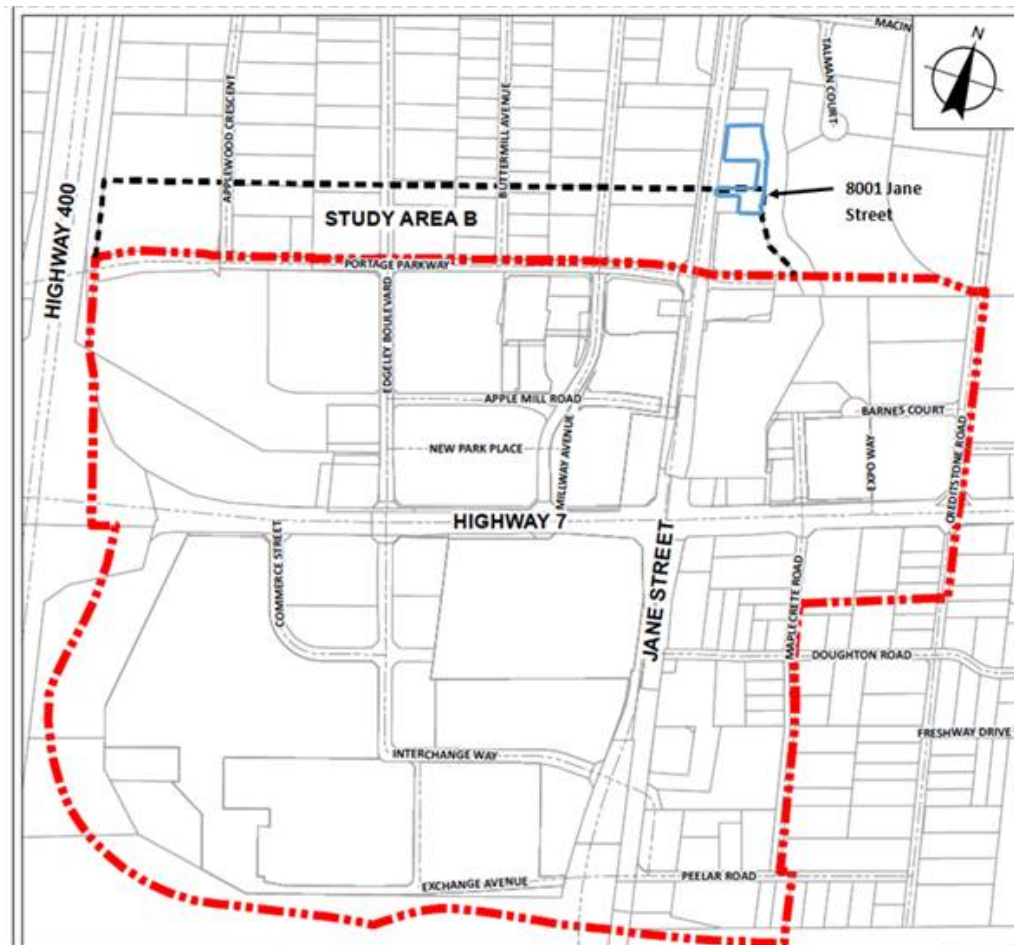 MACIN
N
TALMAN COURT
APPLEWOOD CRESCENT
BUTTERMILL AVENUE
8001 Jane
Street
HIGHWAY 400
STUDY AREA B
PORTAGE PARKWAY
EDGELEY BOULEVARD
APPLE MILL ROAD
BARNES COURT
NEW PARK PLACE
MILLWAY AVENUE
EXPO WAY
CREDITSTONE ROAD
HIGHWAY 7
COMMERCE STREET
JANE STREET
MAPLECRETE ROAD
DOUGHTON ROAD
FRESHWAY DRIVE
INTERCHANGE WAY
EXCHANGE AVENUE
PEELAR ROAD